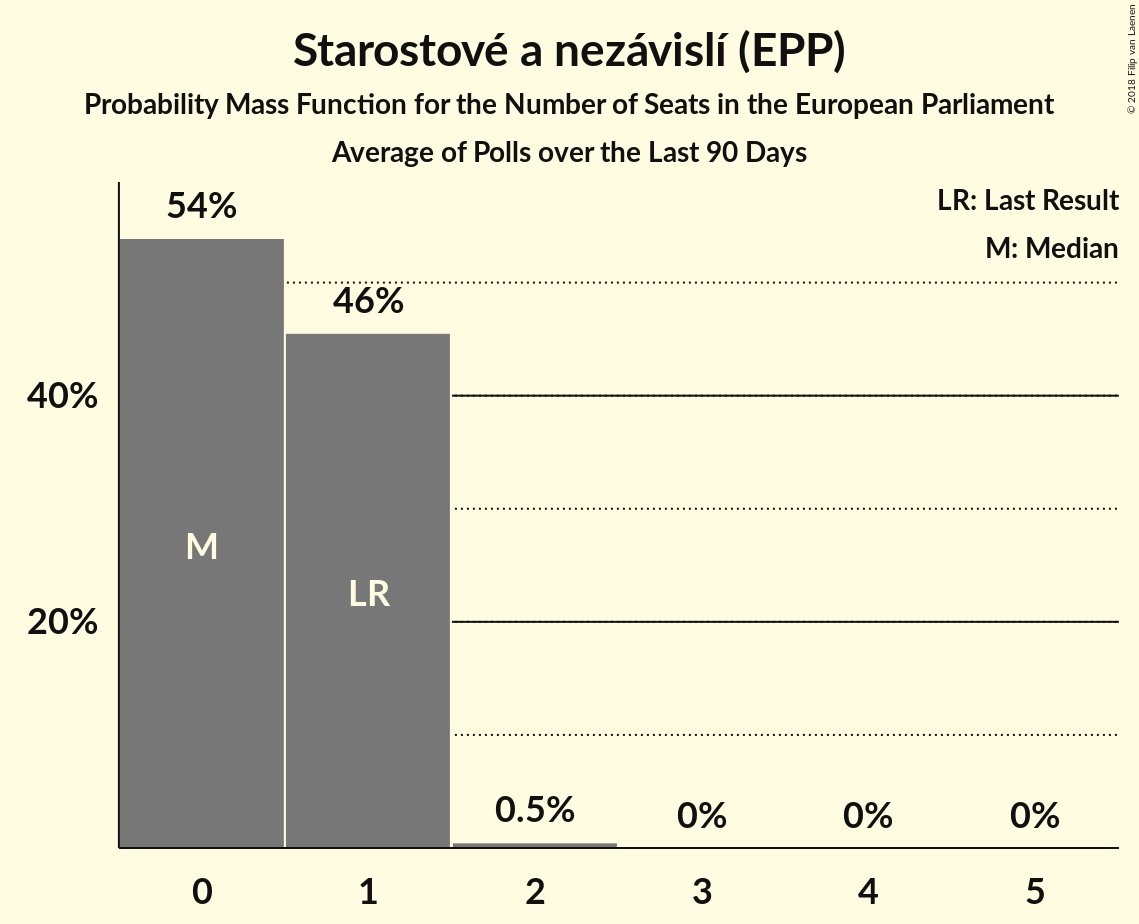 Starostové a nezávislí (EPP)
Probability Mass Function for the Number of Seats in the European Parliament
Average of Polls over the Last 90 Days
© 2018 Filip van Laenen
LR: Last Result
M: Median
54%
46%
40%
20%
M
LR
0.5%
0%
0%
0%
0
1
2
3
4
5